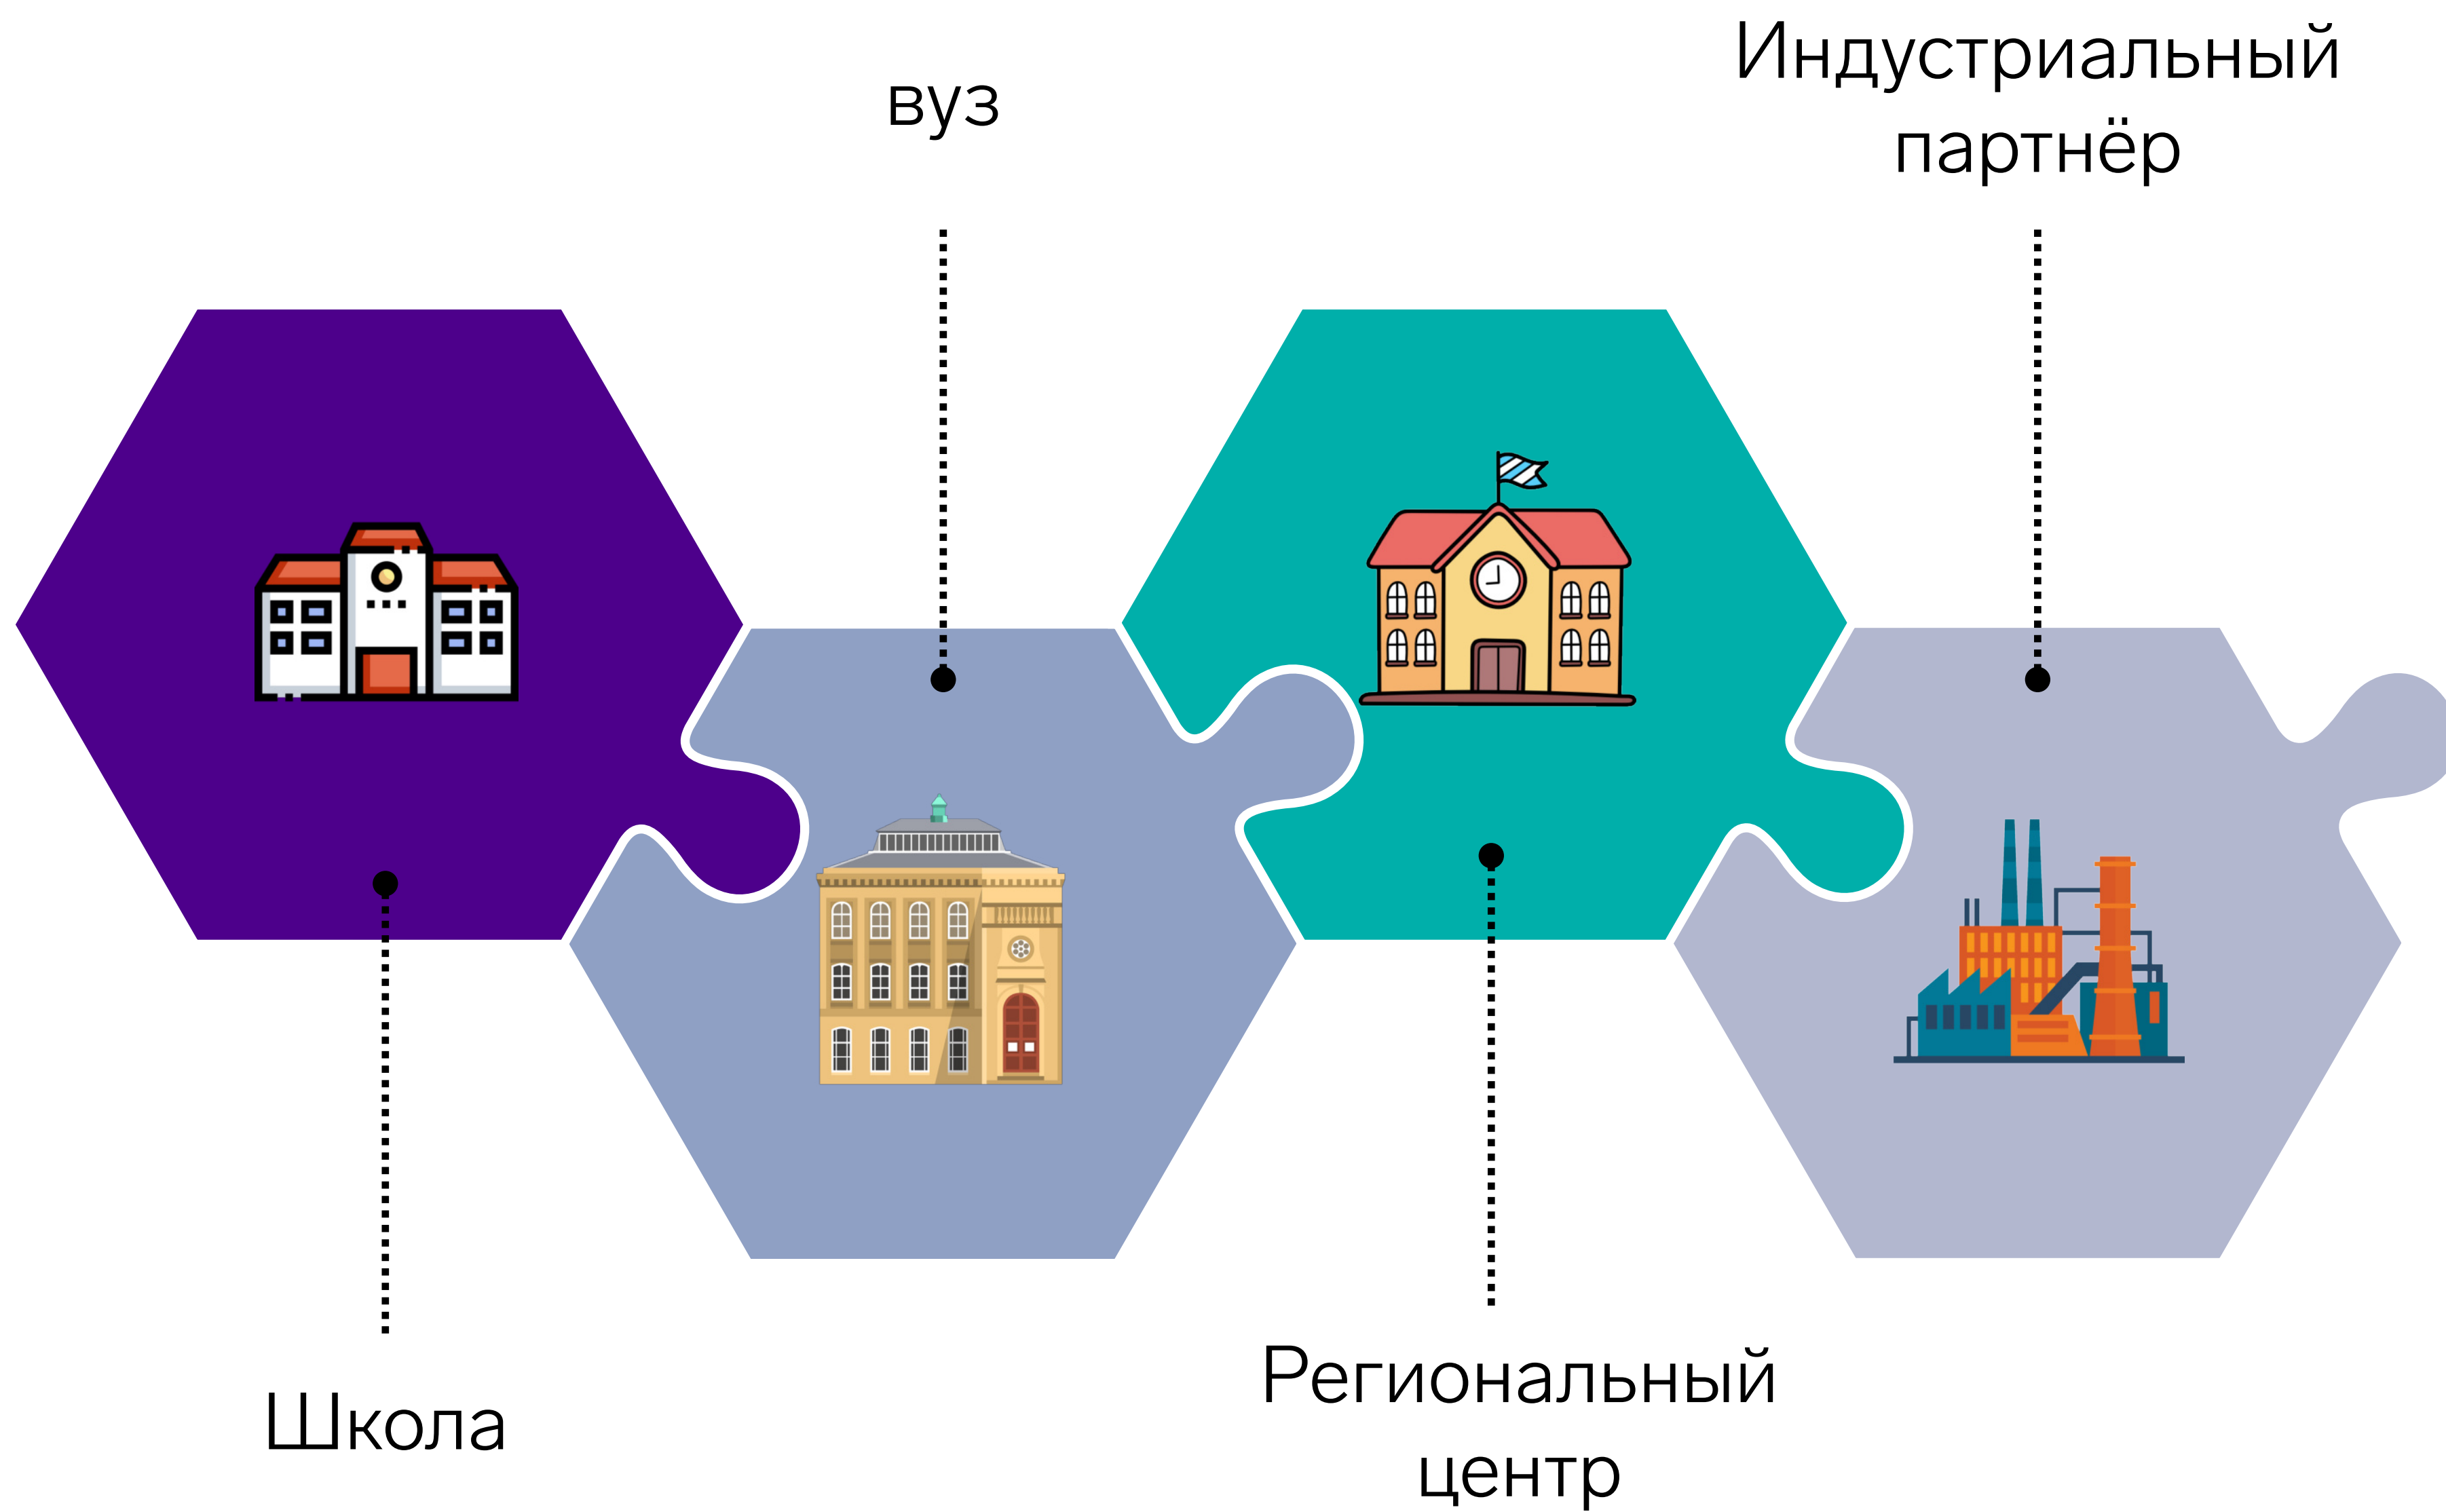 вуз
Индустриальный
партнёр
Школа
Региональный
центр